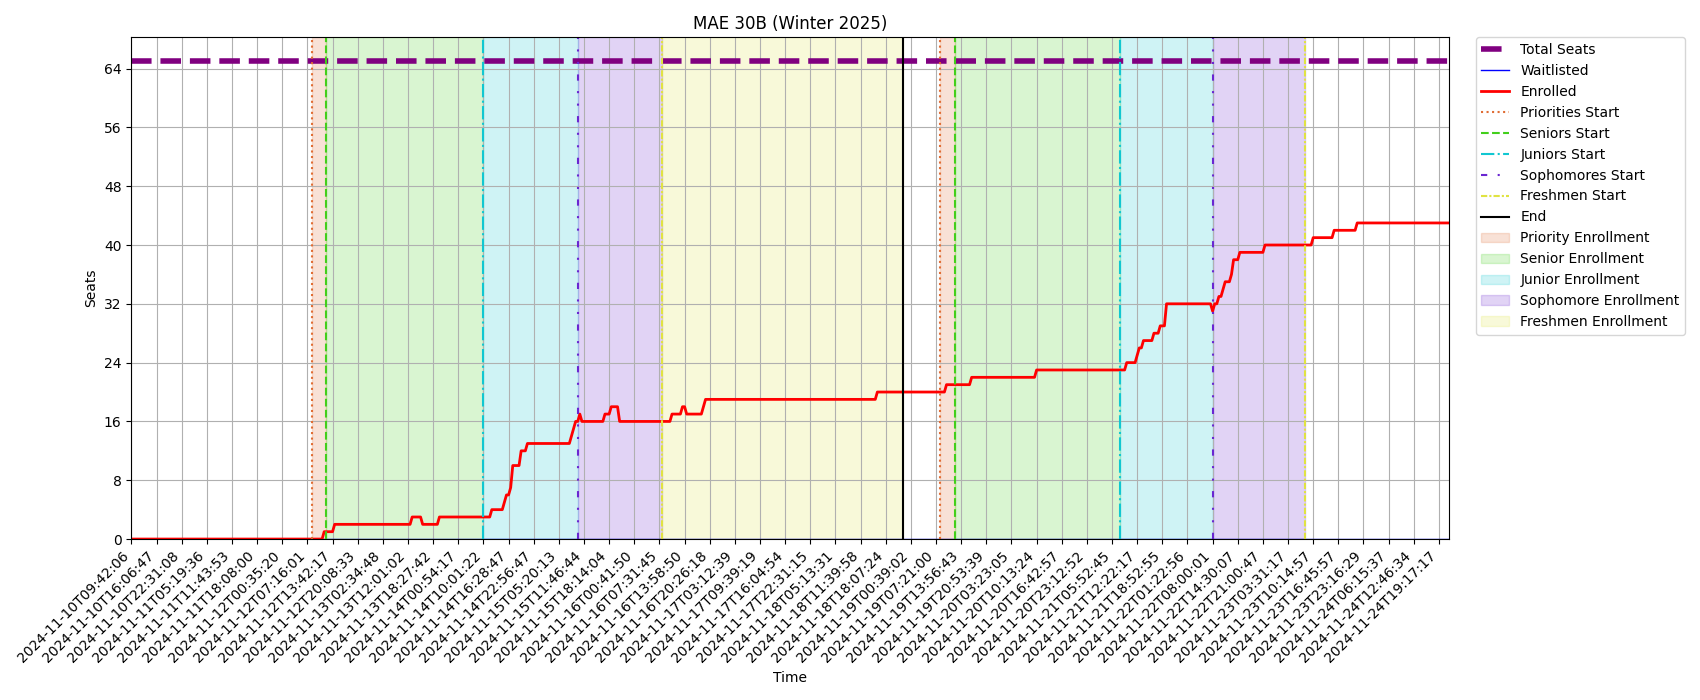 MAE 30B (Winter 2025)
Seats
64
56
48
40
32
24
16
8
0
2024-11-10T09:42:06
2024-11-10T16:06:47
2024-11-10T22:31:08
2024-11-11T05:19:36
2024-11-11T11:43:53
2024-11-11T18:08:00
2024-11-12T00:35:20
2024-11-12T07:16:01
2024-11-12T13:42:17
2024-11-12T20:08:33
2024-11-13T02:34:48
2024-11-13T12:01:02
2024-11-13T18:27:42
2024-11-14T00:54:17
2024-11-14T10:01:22
2024-11-14T16:28:47
2024-11-14T22:56:47
2024-11-15T05:20:13
2024-11-15T11:46:44
2024-11-15T18:14:04
2024-11-16T00:41:50
2024-11-16T07:31:45
2024-11-16T13:58:50
2024-11-16T20:26:18
2024-11-17T03:12:39
2024-11-17T09:39:19
2024-11-17T16:04:54
2024-11-17T22:31:15
2024-11-18T05:13:31
2024-11-18T11:39:58
2024-11-18T18:07:24
2024-11-19T00:39:02
2024-11-19T07:21:00
2024-11-19T13:56:43
2024-11-19T20:53:39
2024-11-20T03:23:05
2024-11-20T10:13:24
2024-11-20T16:42:57
2024-11-20T23:12:52
2024-11-21T05:52:45
2024-11-21T12:22:17
2024-11-21T18:52:55
2024-11-22T01:22:56
2024-11-22T08:00:01
2024-11-22T14:30:07
2024-11-22T21:00:47
2024-11-23T03:31:17
2024-11-23T10:14:57
2024-11-23T16:45:57
2024-11-23T23:16:29
2024-11-24T06:15:37
2024-11-24T12:46:34
2024-11-24T19:17:17
Time
Total Seats
Waitlisted
Enrolled
Priorities Start
Seniors Start
Juniors Start
Sophomores Start
Freshmen Start
End
Priority Enrollment
Senior Enrollment
Junior Enrollment
Sophomore Enrollment
Freshmen Enrollment